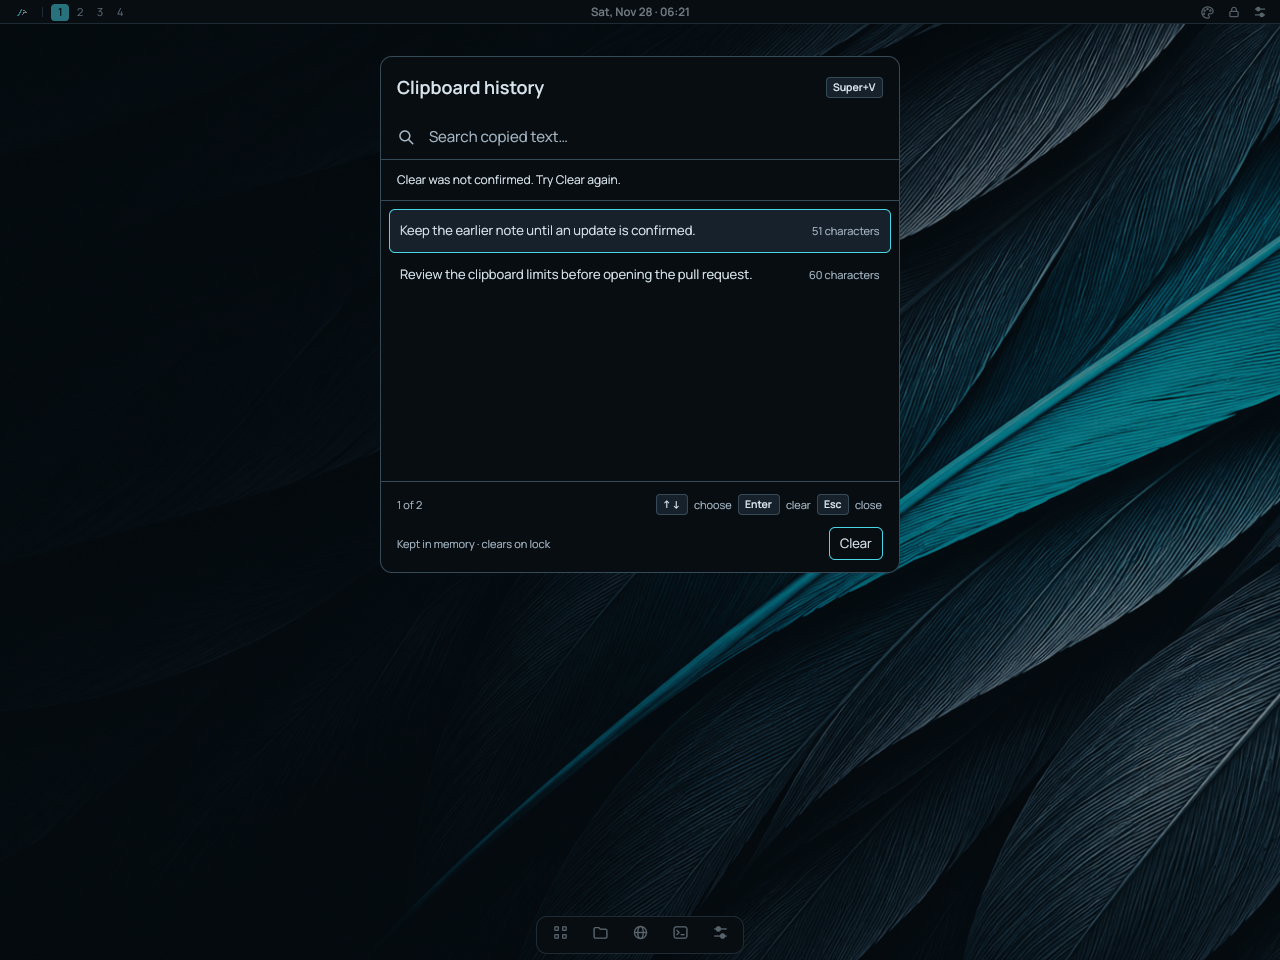 1 2 3 4
Sat, Nov 28 · 06:21
Clipboard history
Super+V
Search copied text...
Clear was not confirmed. Try Clear again.
Keep the earlier note until an update is confirmed. 51 characters
Review the clipboard limits before opening the pull request. 60 characters
1 of 2
↑↓ choose Enter clear Esc close
Kept in memory · clears on lock
Clear